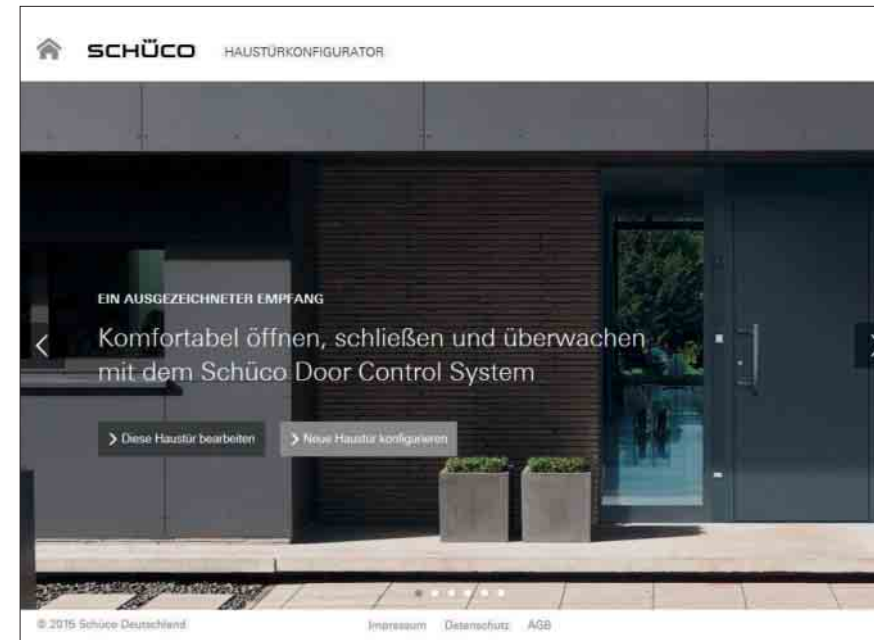 SCHÜCO HAUSTÜRKONFIGURATOR
EIN AUSGEZEICHNETER EMPFANG
Komfortabel öffnen, schließen und überwachen
mit dem Schüco Door Control System
Diese Haustür bearbeiten Neue Haustür konfigurieren
© 2015 Schüco Deutschland Impressum Datenschutz AGB